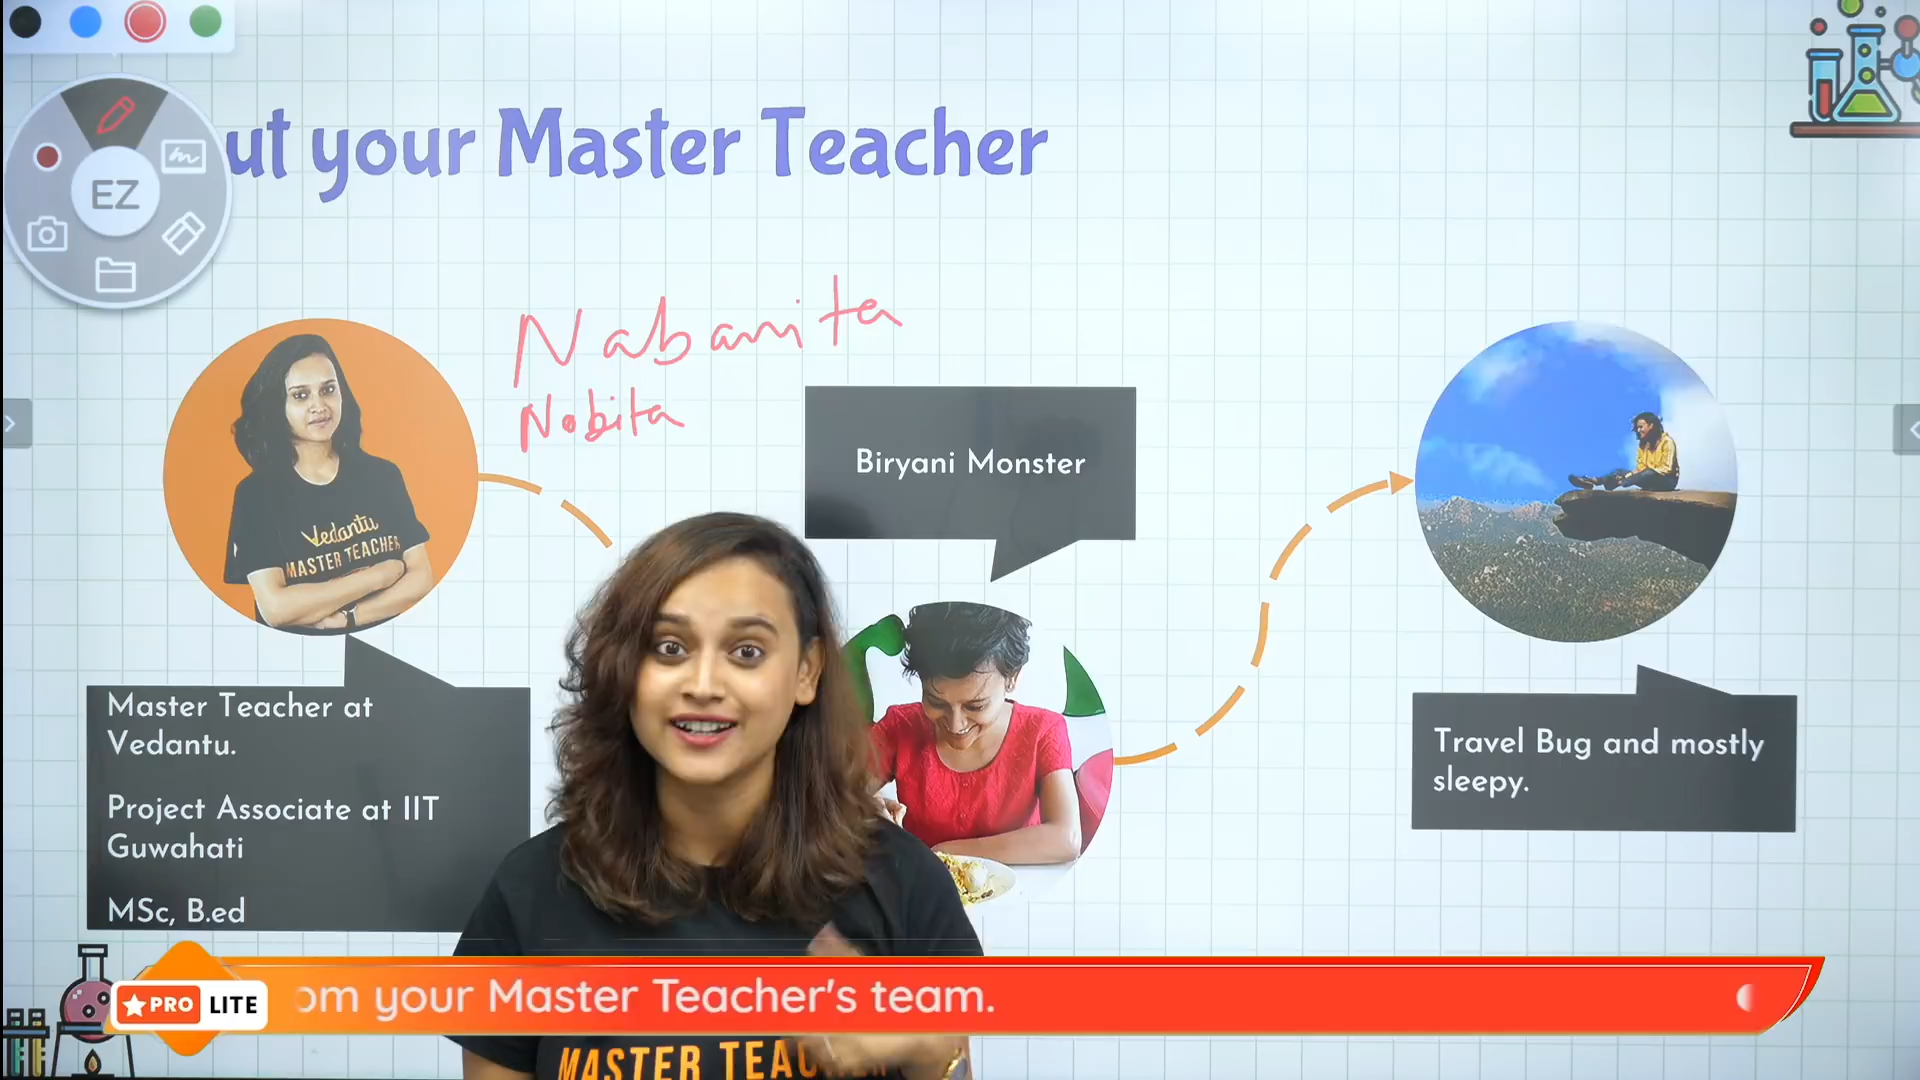 EZ
ut your Master Teacher
Nabanita
Nobita
Biryani Monster
Vedantu
MASTER TEACHER
Master Teacher at
Vedantu.
Project Associate at IIT
Guwahati
MSc, B.ed
Travel Bug and mostly
sleepy.
PRO LITE
om your Master Teacher's team.
MASTER TEAC